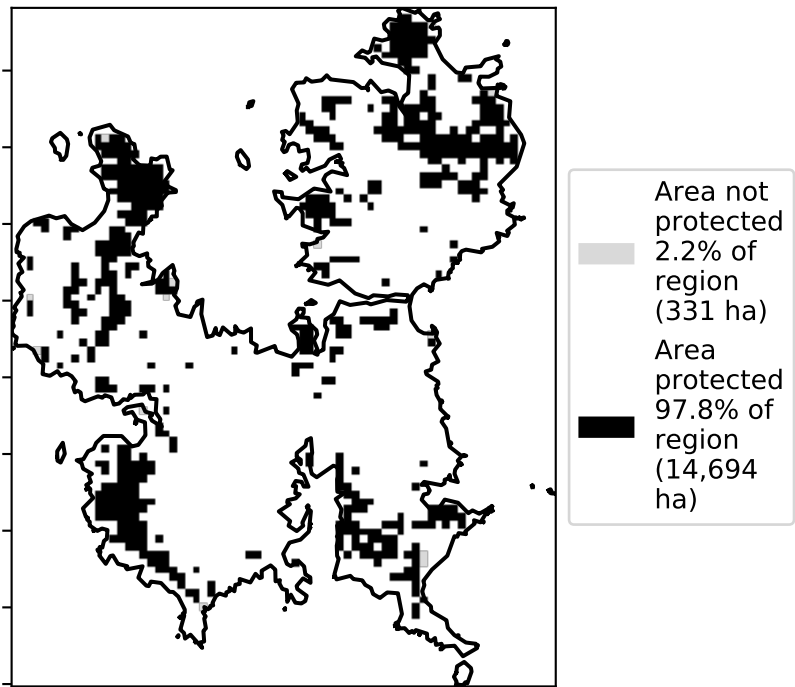 Area not
protected
2.2% of
region
(331 ha)
Area
protected
97.8% of
region
(14,694
ha)